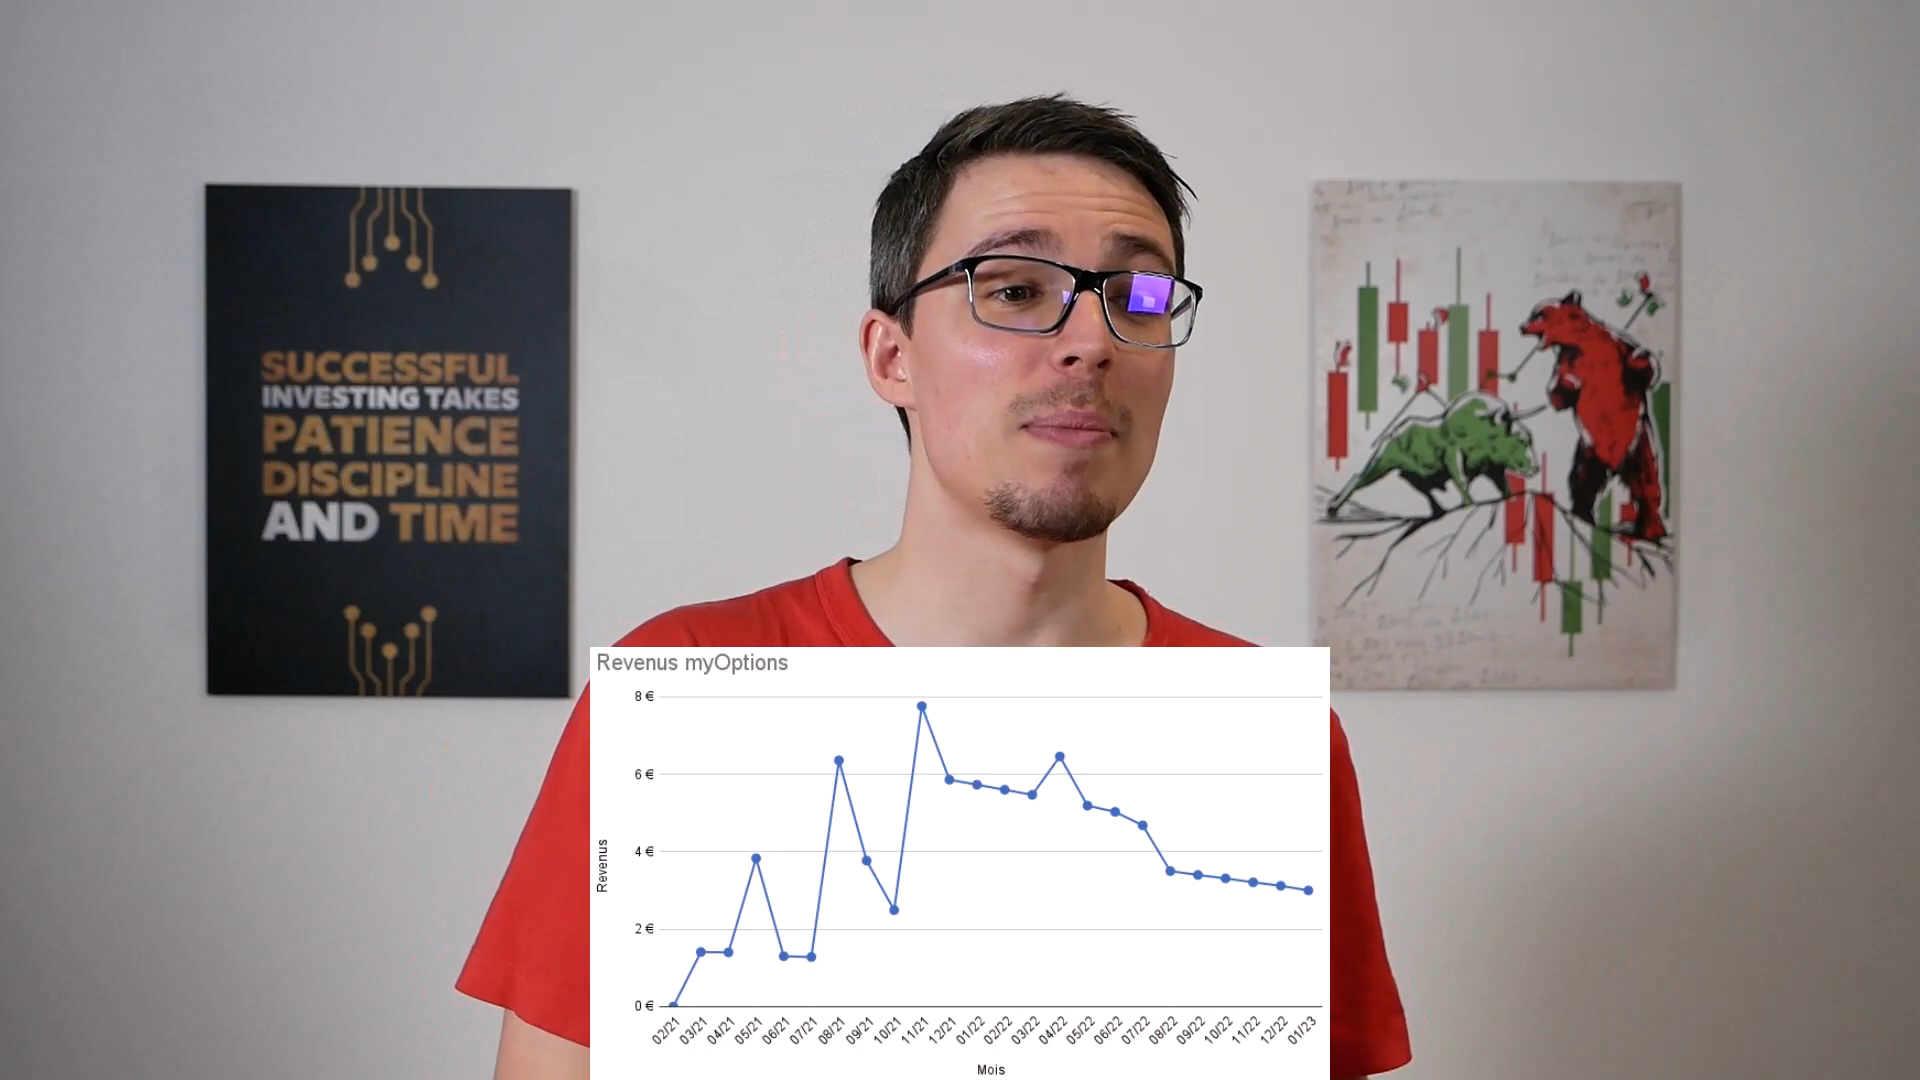 SUCCESSFUL
INVESTING TAKES
PATIENCE
DISCIPLINE
AND TIME
Revenus myOptions
8 €
6 €
4 €
2 €
0 €
Revenus
02/21 03/21 04/21 05/21 06/21 07/21 08/21 09/21 10/21 11/21 12/21 01/22 02/22 03/22 04/22 05/22 06/22 07/22 08/22 09/22 10/22 11/22 12/22 01/23
Mois